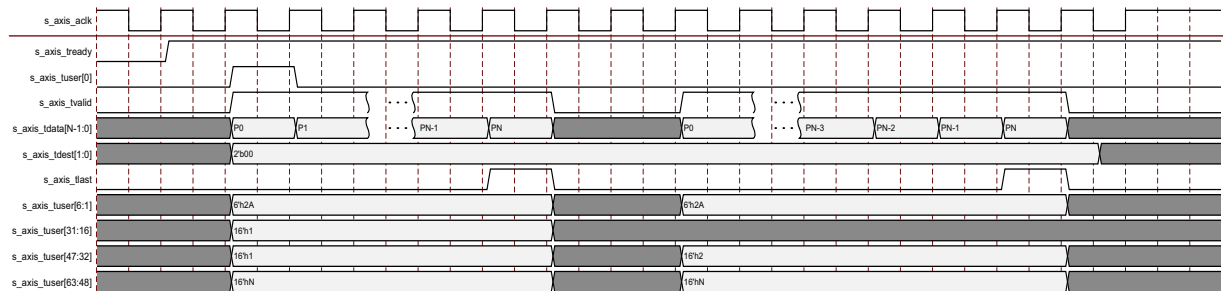 s_axis_aclk
s_axis_tready
s_axis_tuser[0]
s_axis_tvalid ... ...
s_axis_tdata[N-1:0] P0 P1 ... PN-1 PN P0 ... PN-3 PN-2 PN-1 PN
s_axis_tdest[1:0] 2'b00
s_axis_tlast
s_axis_tuser[6:1] 6'h2A 6'h2A
s_axis_tuser[31:16] 16'h1
s_axis_tuser[47:32] 16'h1 16'h2
s_axis_tuser[63:48] 16'hN 16'hN